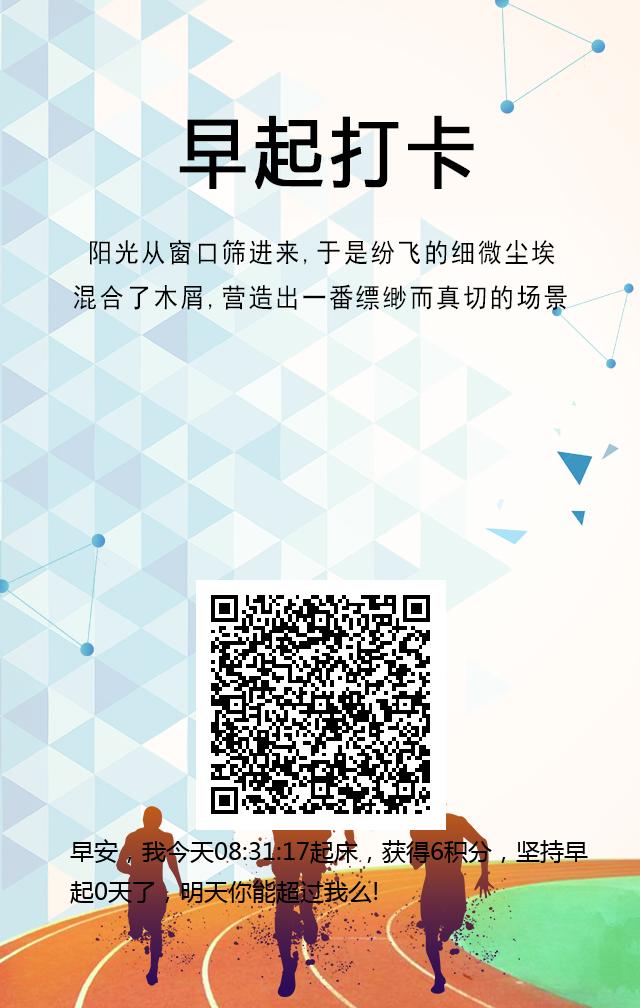 早起打卡
阳光从窗口筛进来,于是纷飞的细微尘埃
混合了木屑,营造出一番缥缈而真切的场景
早安，我今天08:31:17起床，获得6积分，坚持早
起0天了，明天你能超过我么!